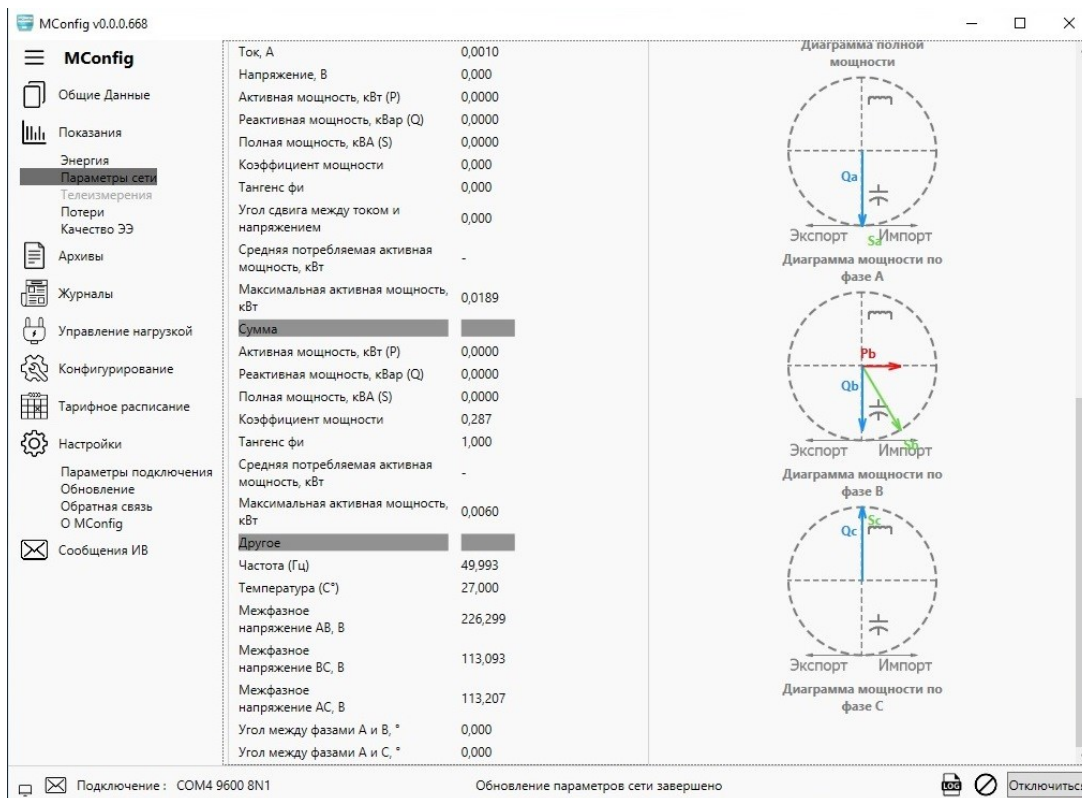 MConfig v0.0.0.668
MConfig
Общие Данные
Показания
Энергия
Параметры сети
Телеизмерения
Потери
Качество ЭЭ
Архивы
Журналы
Управление нагрузкой
Конфигурирование
Тарифное расписание
Настройки
Параметры подключения
Обновление
Обратная связь
О MConfig
Сообщения ИВ
Ток, А 0,0010
Напряжение, В 0,000
Активная мощность, кВт (P) 0,0000
Реактивная мощность, кВар (Q) 0,0000
Полная мощность, кВА (S) 0,0000
Коэффициент мощности 0,000
Тангенс фи 0,000
Угол сдвига между током и
напряжением 0,000
Средняя потребляемая активная
мощность, кВт -
Максимальная активная мощность,
кВт 0,0189
Сумма
Активная мощность, кВт (P) 0,0000
Реактивная мощность, кВар (Q) 0,0000
Полная мощность, кВА (S) 0,0000
Коэффициент мощности 0,287
Тангенс фи 1,000
Средняя потребляемая активная
мощность, кВт -
Максимальная активная мощность,
кВт 0,0060
Другое
Частота (Гц) 49,993
Температура (С°) 27,000
Межфазное
напряжение АВ, В 226,299
Межфазное
напряжение ВС, В 113,093
Межфазное
напряжение АС, В 113,207
Угол между фазами А и В, ° 0,000
Угол между фазами А и С, ° 0,000
Диаграмма полной
мощности
Qa
Sa
Экспорт Импорт
Диаграмма мощности по
фазе А
Pb
Qb
Sb
Экспорт Импорт
Диаграмма мощности по
фазе В
Qc
Sc
Экспорт Импорт
Диаграмма мощности по
фазе С
Подключение : COM4 9600 8N1
Обновление параметров сети завершено
LOG
Отключиться